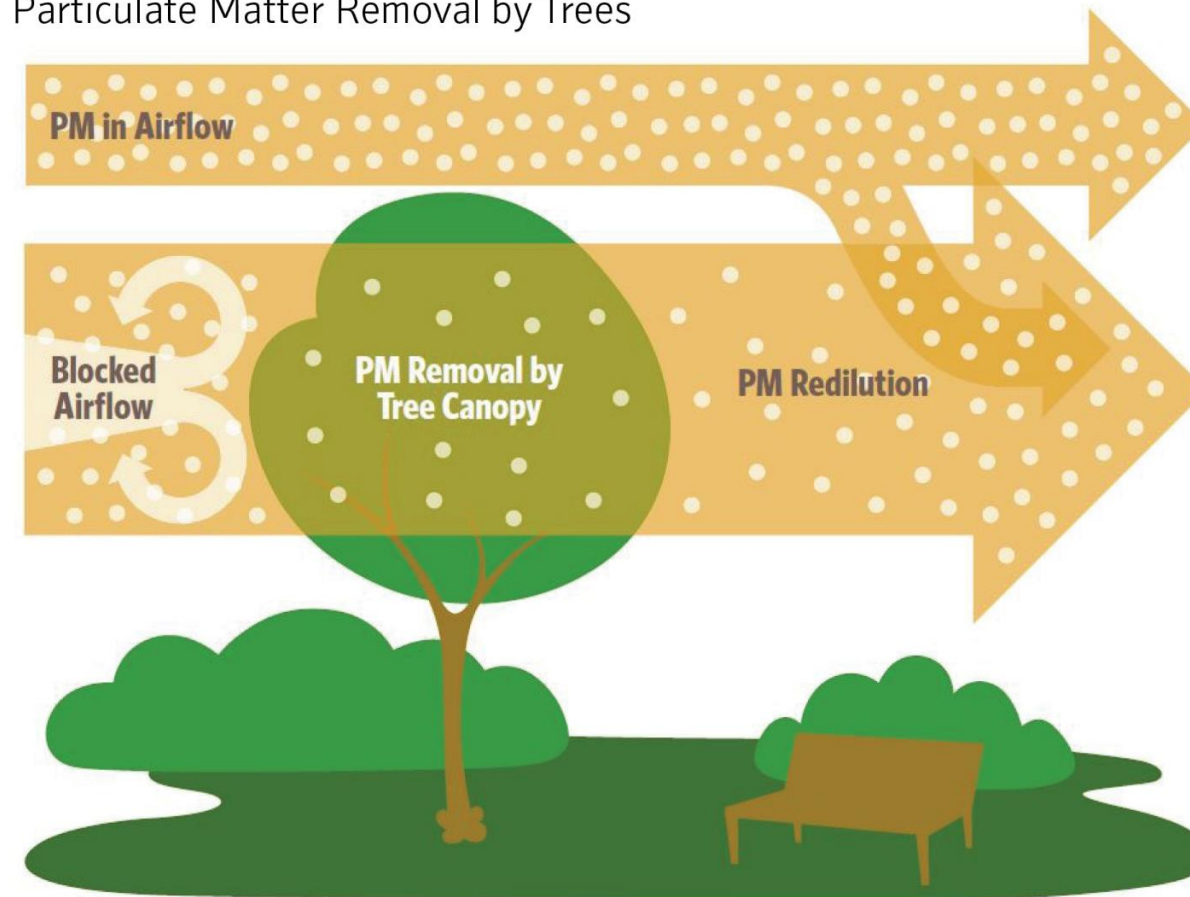 Particulate Matter Removal by Trees
PM in Airflow
Blocked
Airflow
PM Removal by
Tree Canopy
PM Redilution